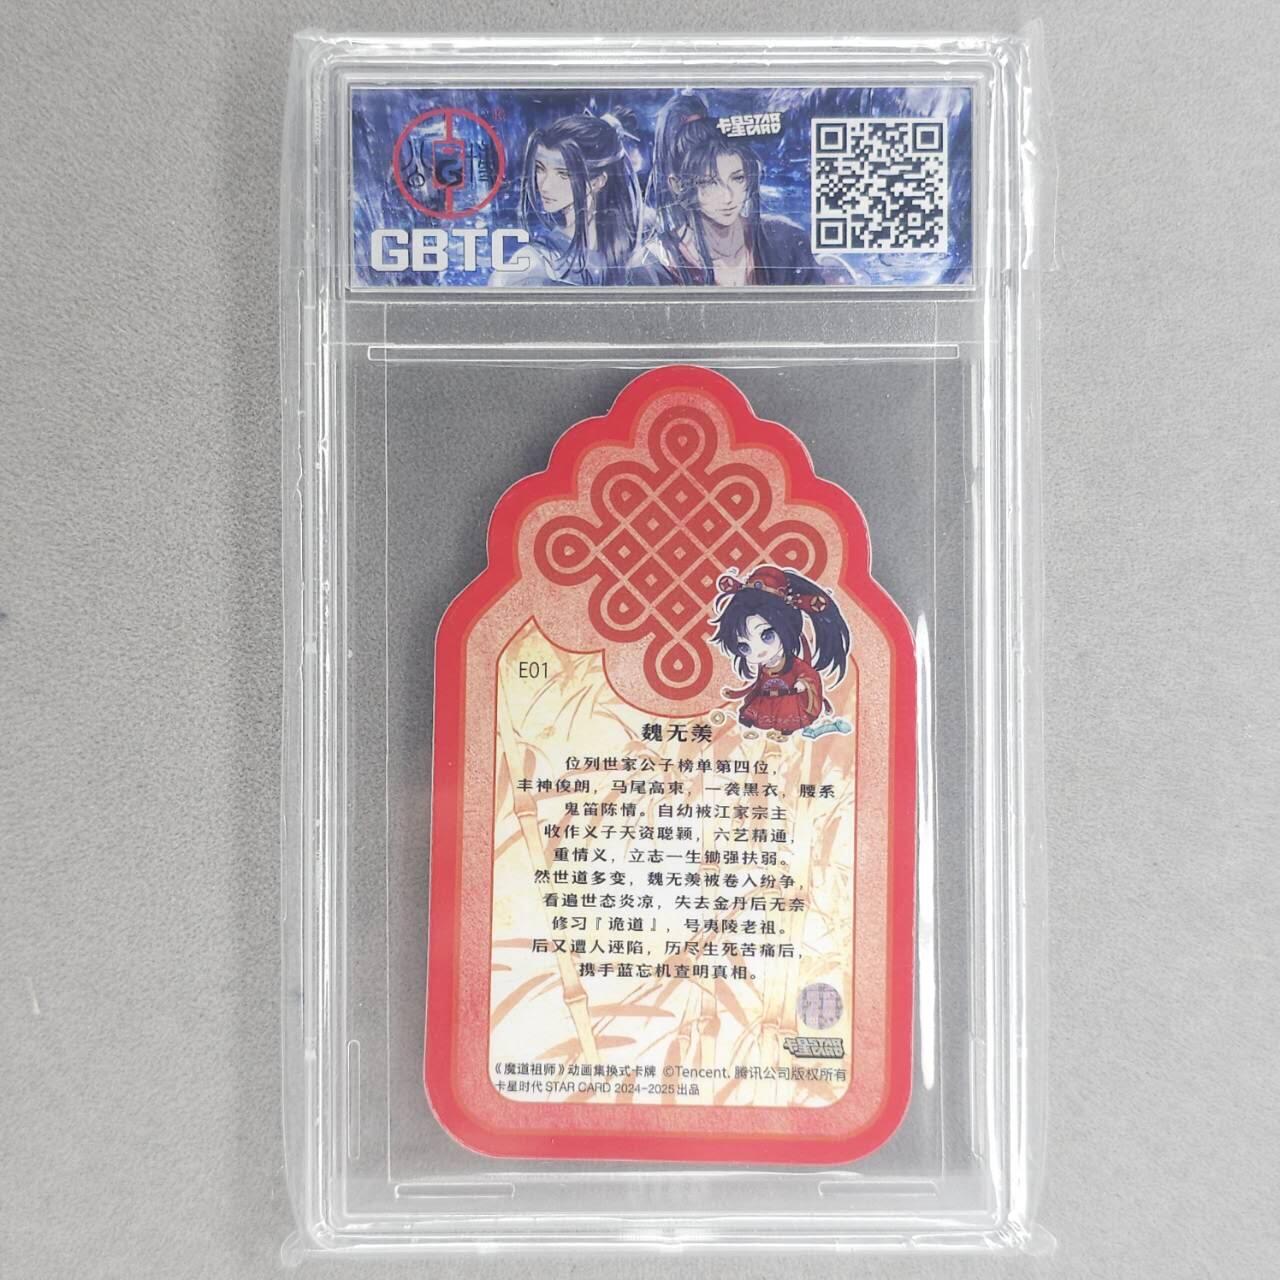 卡星STAR CARD
GBTC
E01
魏无羡
位列世家公子榜单第四位，
丰神俊朗，马尾高束，一袭黑衣，腰系
鬼笛陈情。自幼被江家宗主
收作义子天资聪颖，六艺精通，
重情义，立志一生锄强扶弱。
然世道多变，魏无羡被卷入纷争，
看遍世态炎凉，失去金丹后无奈
修习『诡道』，号夷陵老祖。
后又遭人诬陷，历尽生死苦痛后，
携手蓝忘机查明真相。
卡星STAR CARD
《魔道祖师》动画集换式卡牌 ©Tencent. 腾讯公司版权所有
卡星时代 STAR CARD 2024-2025 出品